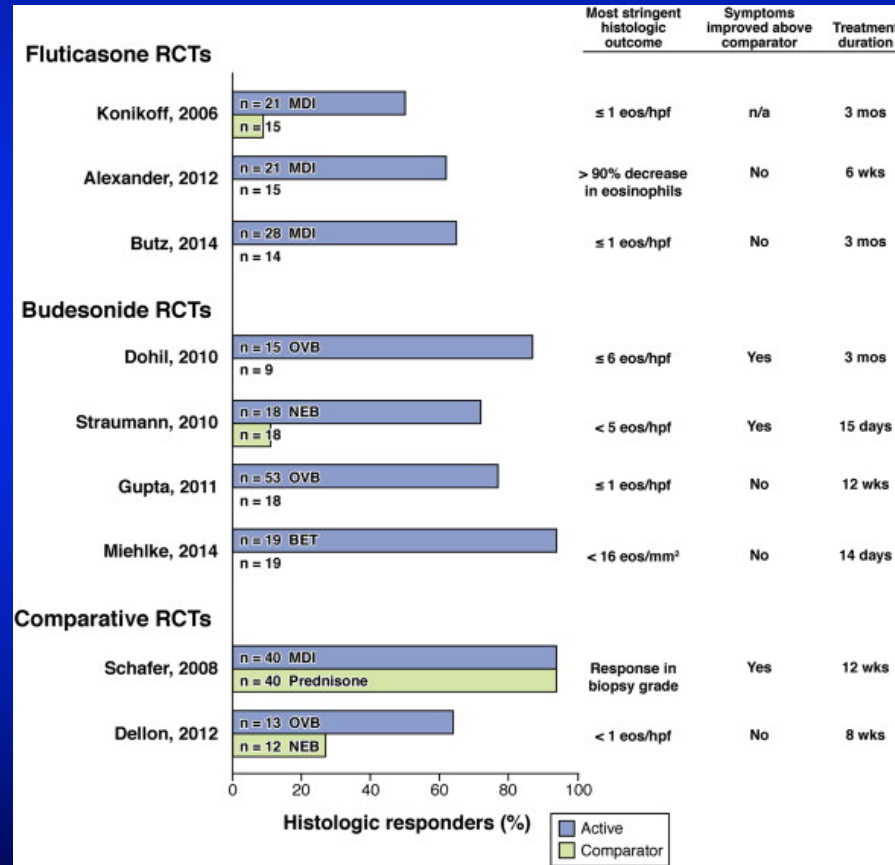 Most stringent histologic outcome
Symptoms improved above comparator
Treatment duration
Fluticasone RCTs
Konikoff, 2006
n = 21 MDI
n = 15
≤ 1 eos/hpf
n/a
3 mos
Alexander, 2012
n = 21 MDI
n = 15
> 90% decrease in eosinophils
No
6 wks
Butz, 2014
n = 28 MDI
n = 14
≤ 1 eos/hpf
No
3 mos
Budesonide RCTs
Dohil, 2010
n = 15 OVB
n = 9
≤ 6 eos/hpf
Yes
3 mos
Straumann, 2010
n = 18 NEB
n = 18
< 5 eos/hpf
Yes
15 days
Gupta, 2011
n = 53 OVB
n = 18
≤ 1 eos/hpf
No
12 wks
Miehlke, 2014
n = 19 BET
n = 19
< 16 eos/mm²
No
14 days
Comparative RCTs
Schafer, 2008
n = 40 MDI
n = 40 Prednisone
Response in biopsy grade
Yes
12 wks
Dellon, 2012
n = 13 OVB
n = 12 NEB
< 1 eos/hpf
No
8 wks
0 20 40 60 80 100
Histologic responders (%)
Active
Comparator